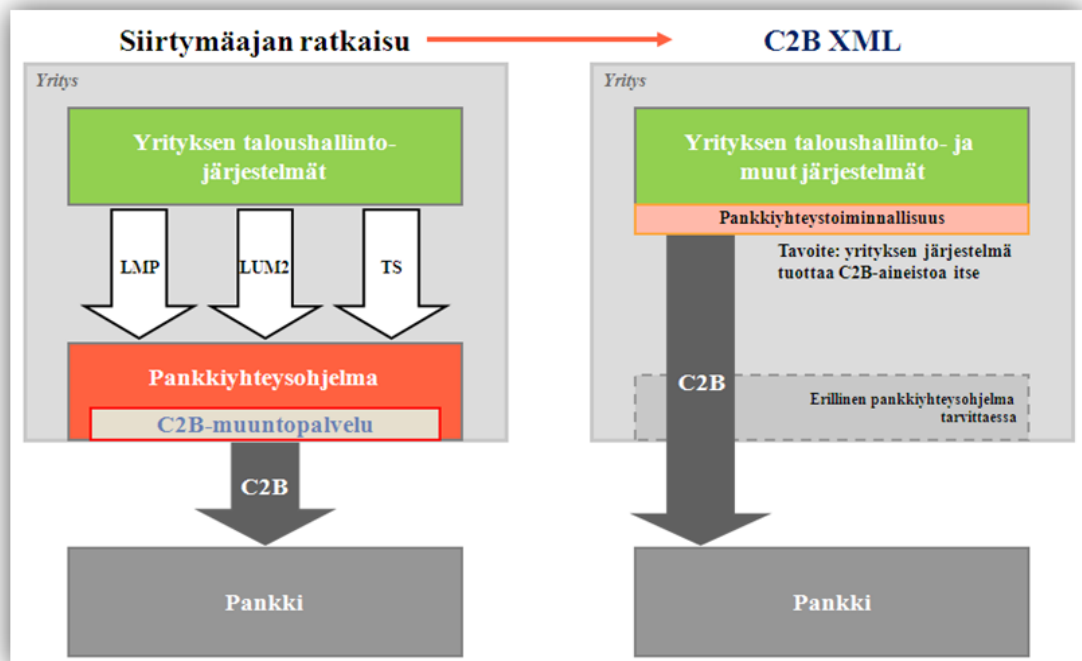 Siirtymäajan ratkaisu
Yritys
Yrityksen taloushallinto-
järjestelmät
LMP
LUM2
TS
Pankkiyhteysohjelma
C2B-muuntopalvelu
C2B
Pankki
C2B XML
Yritys
Yrityksen taloushallinto- ja
muut järjestelmät
Pankkiyhteystoiminnallisuus
Tavoite: yrityksen järjestelmä
tuottaa C2B-aineistoa itse
C2B
Erillinen pankkiyhteysohjelma
tarvittaessa
Pankki